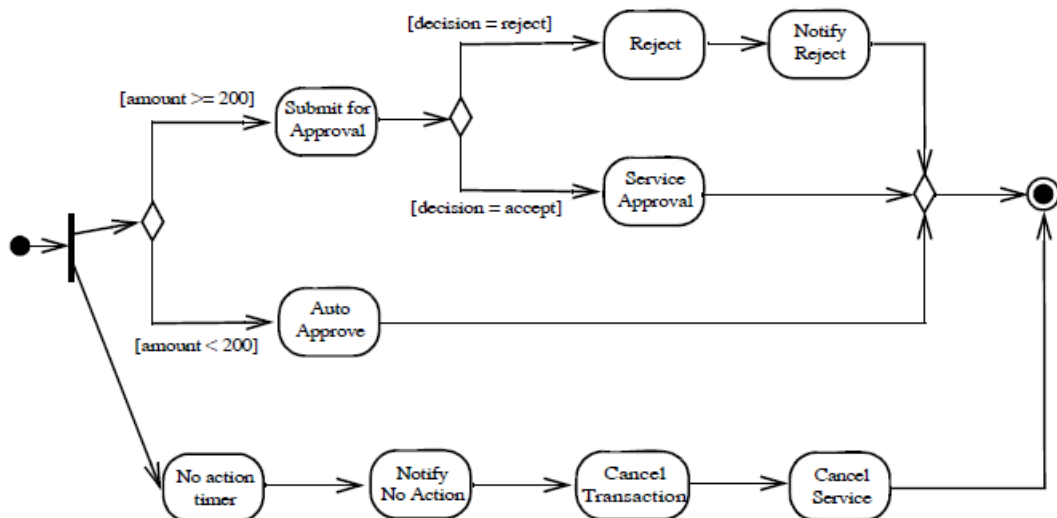 [decision = reject]
Reject
Notify
Reject
[amount >= 200]
Submit for
Approval
[decision = accept]
Service
Approval
Auto
Approve
[amount < 200]
No action
timer
Notify
No Action
Cancel
Transaction
Cancel
Service